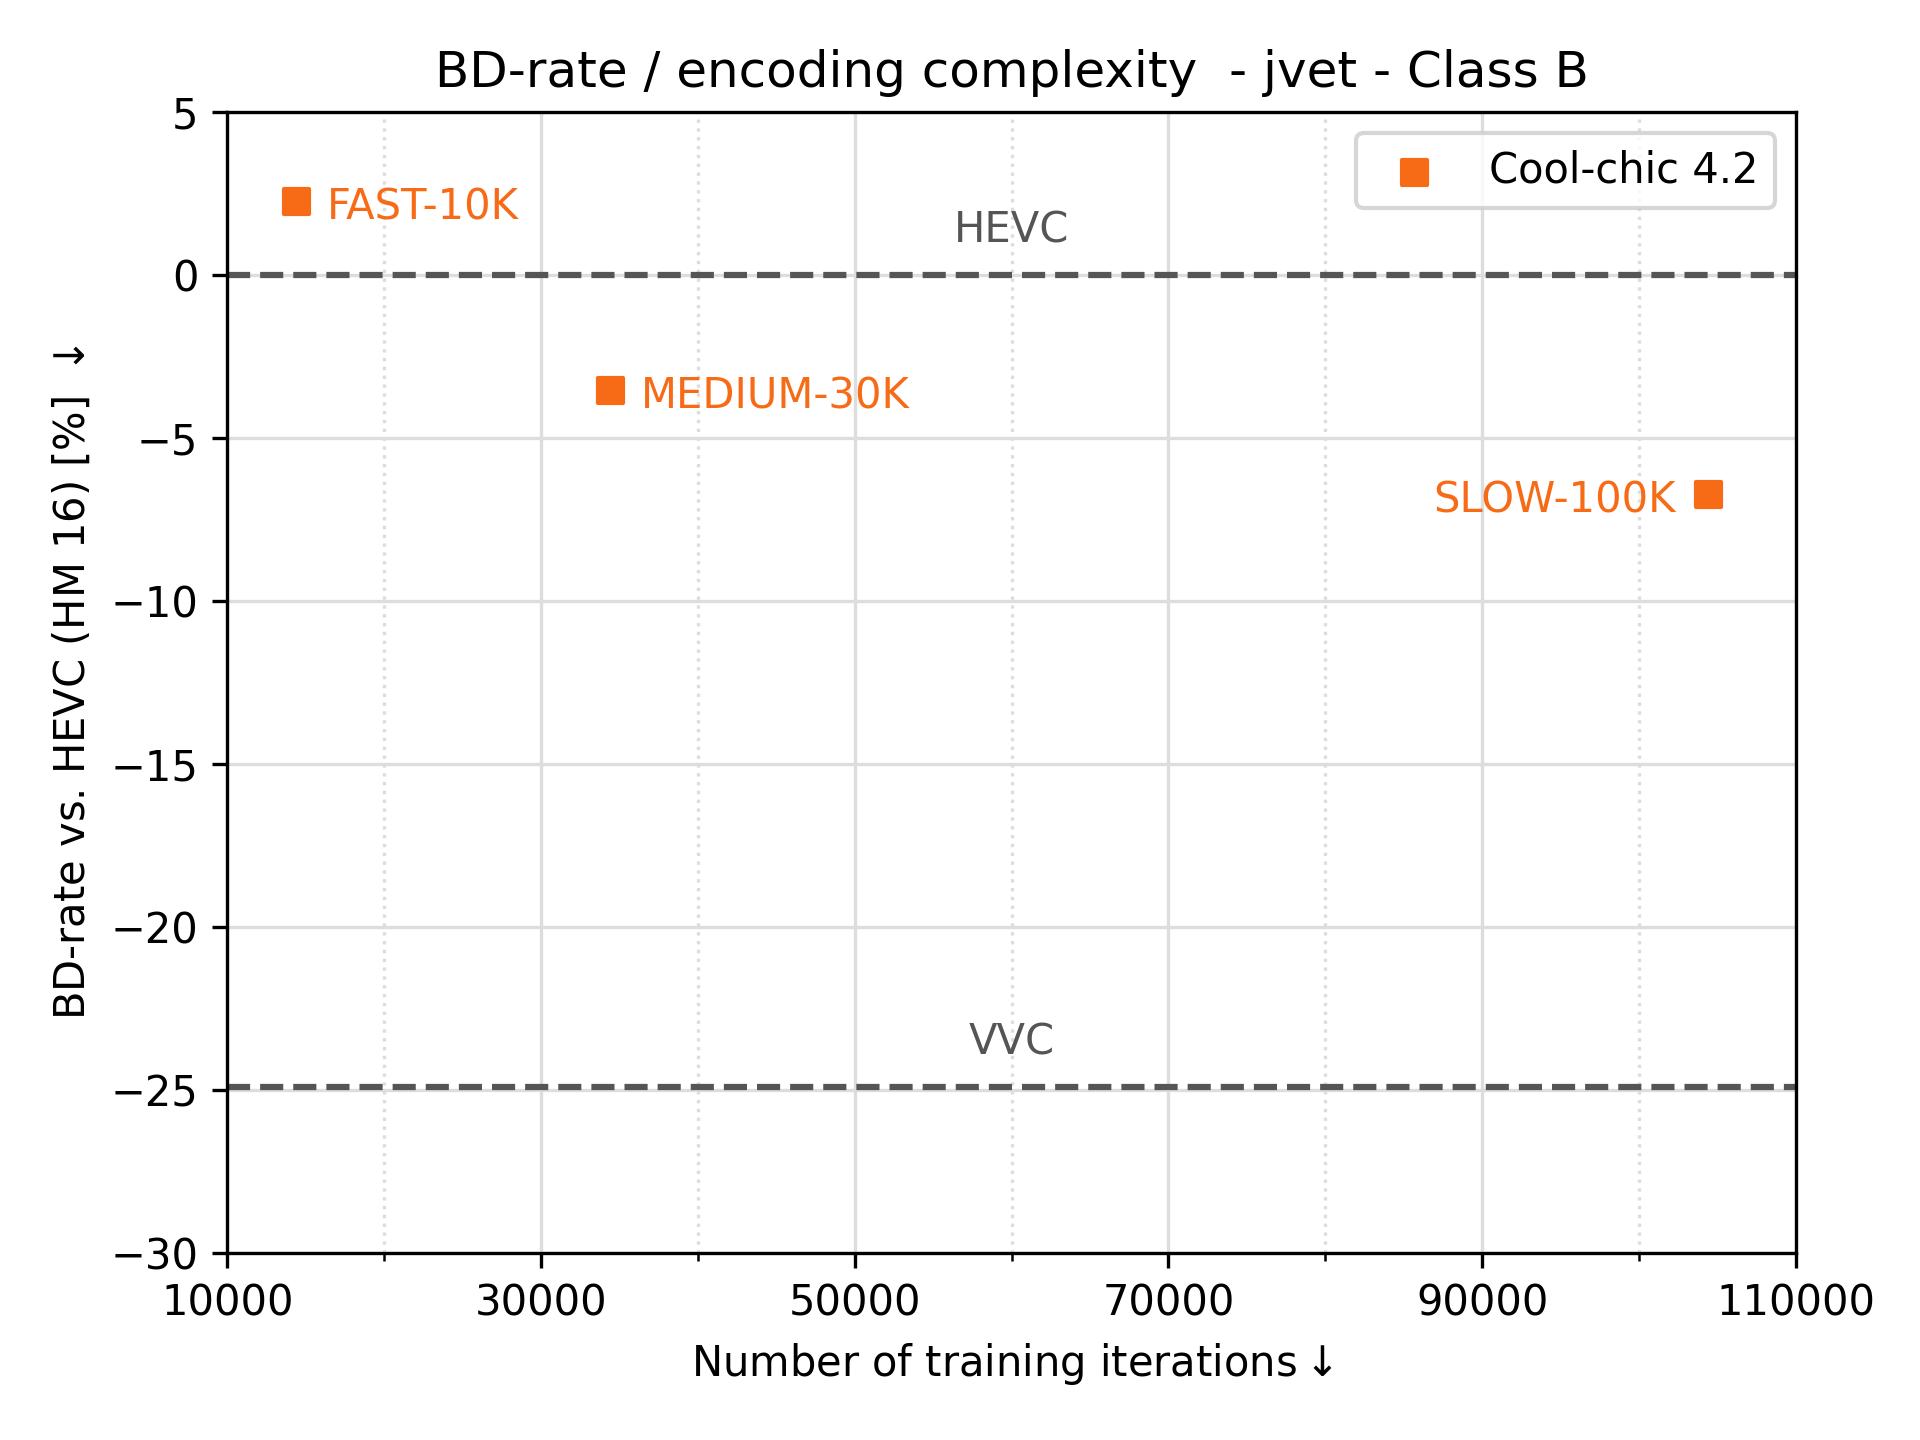 BD-rate / encoding complexity  - jvet - Class B
Cool-chic 4.2
FAST-10K
HEVC
MEDIUM-30K
SLOW-100K
VVC
BD-rate vs. HEVC (HM 16) [%] ↓
5
0
−5
−10
−15
−20
−25
−30
10000 30000 50000 70000 90000 110000
Number of training iterations ↓